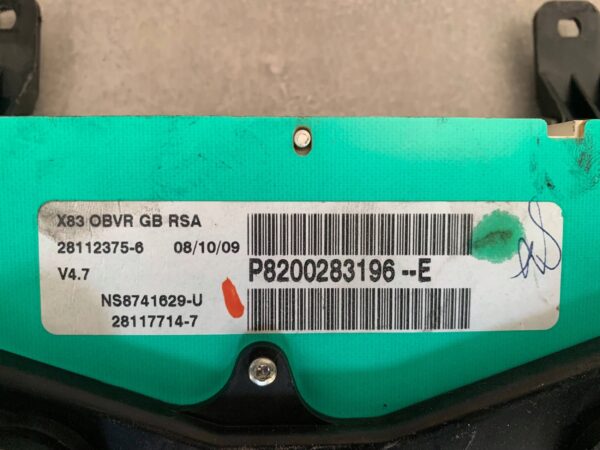 X83 OBVR GB RSA
28112375-6 08/10/09
V4.7
P8200283196--E
NS8741629-U
28117714-7